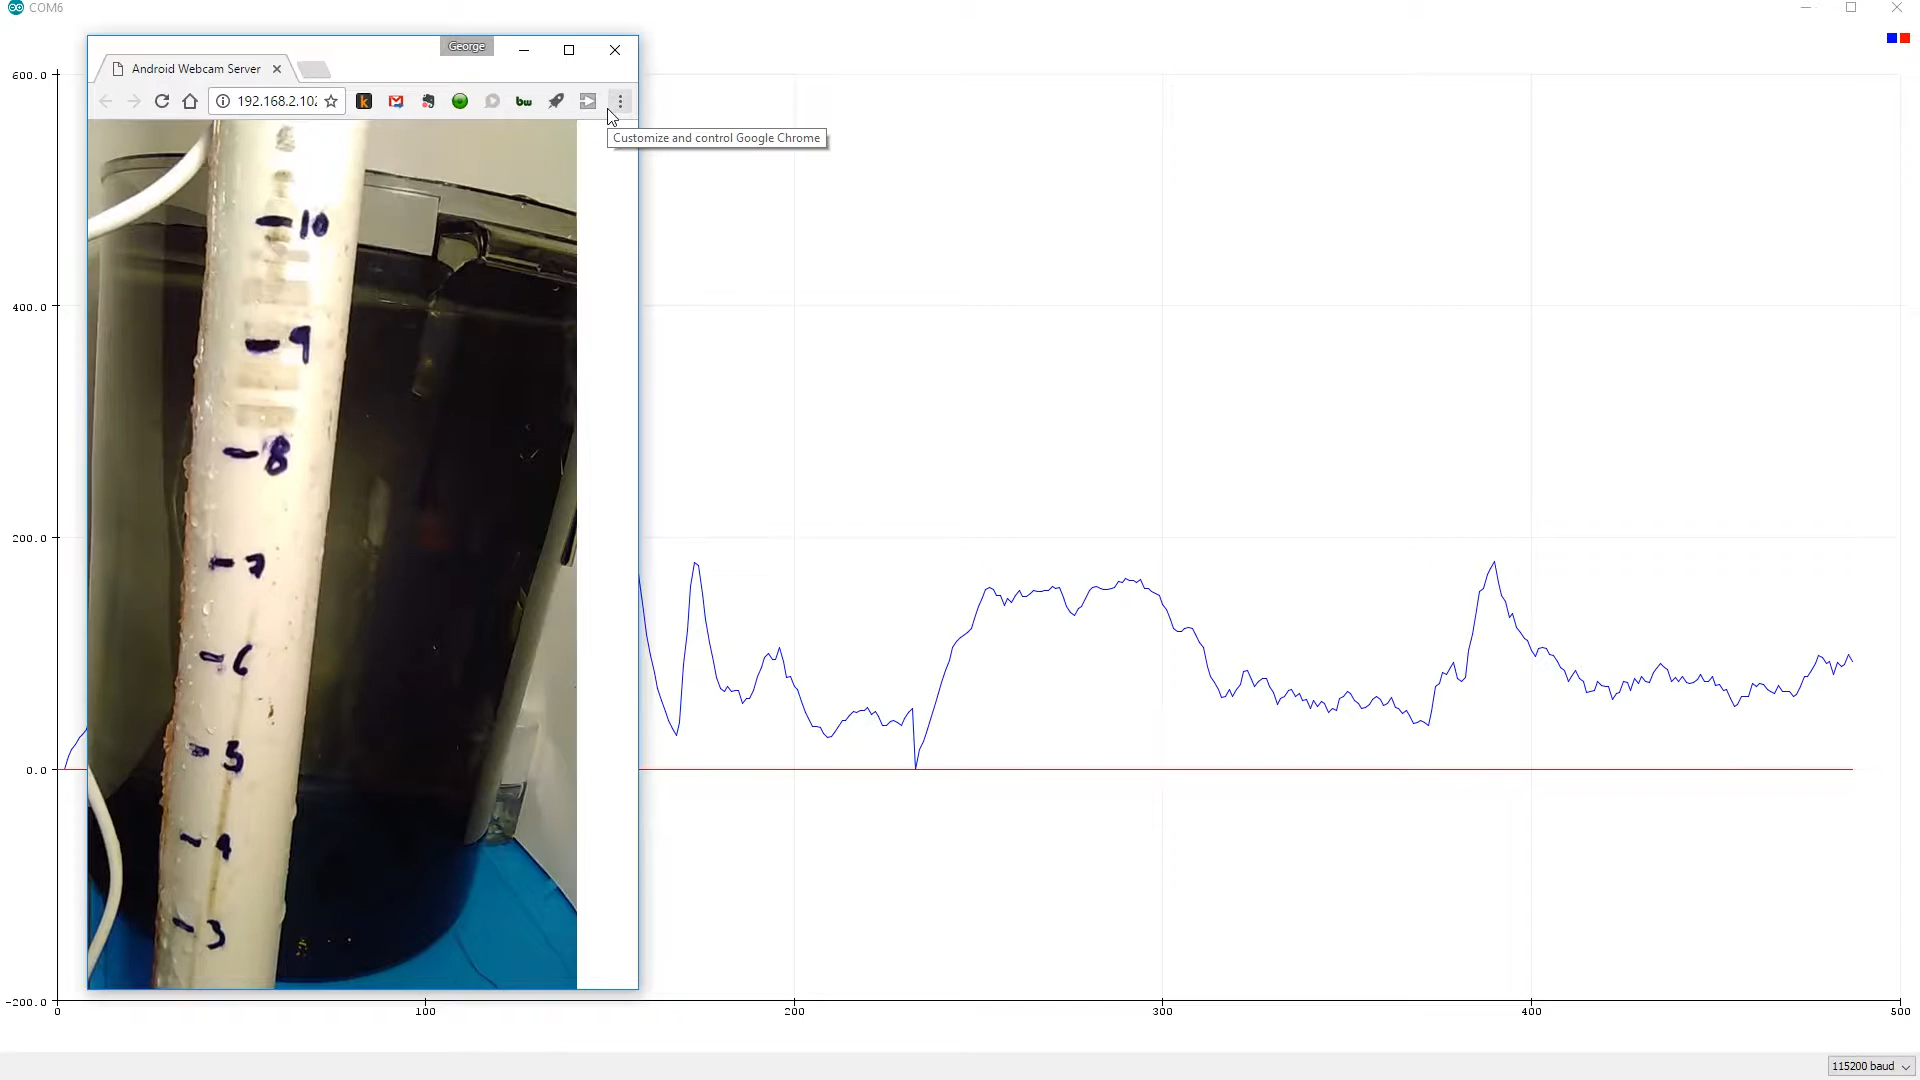 COM6
George
Android Webcam Server
192.168.2.102
Customize and control Google Chrome
600.0
400.0
200.0
0.0
-200.0
0
100
200
300
400
500
-10
-9
-8
-7
-6
-5
-4
-3
k
M
bw
115200 baud